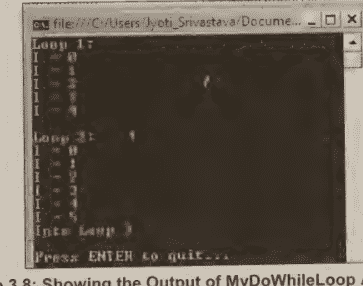 file:///C:/Users/Jyoti_Srivastava/Docume...
Loop 1:
I = 0
I = 1
I = 2
I = 3
I = 4
Loop 2:
I = 0
I = 1
I = 2
I = 3
I = 4
I = 5
Into Loop 3
Press ENTER to quit...
3.8: Showing the Output of MyDoWhileLoop